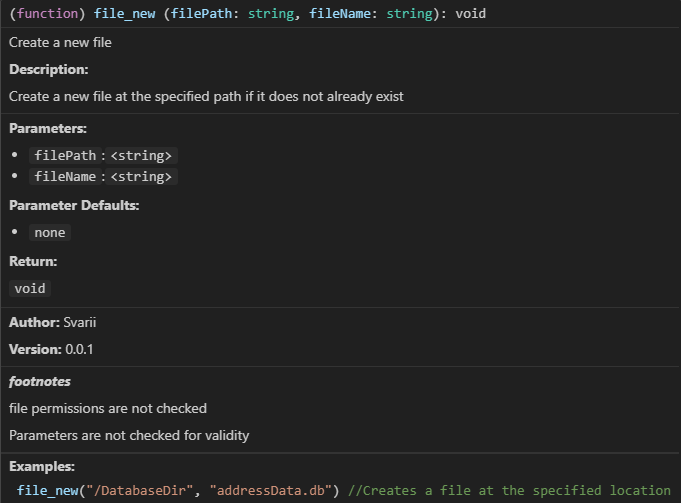 (function) file_new (filePath: string, fileName: string): void
Create a new file
Description:
Create a new file at the specified path if it does not already exist
Parameters:
• filePath:<string>
• fileName:<string>
Parameter Defaults:
• none
Return:
void
Author: Svarii
Version: 0.0.1
footnotes
file permissions are not checked
Parameters are not checked for validity
Examples:
file_new("/DatabaseDir", "addressData.db") //Creates a file at the specified location